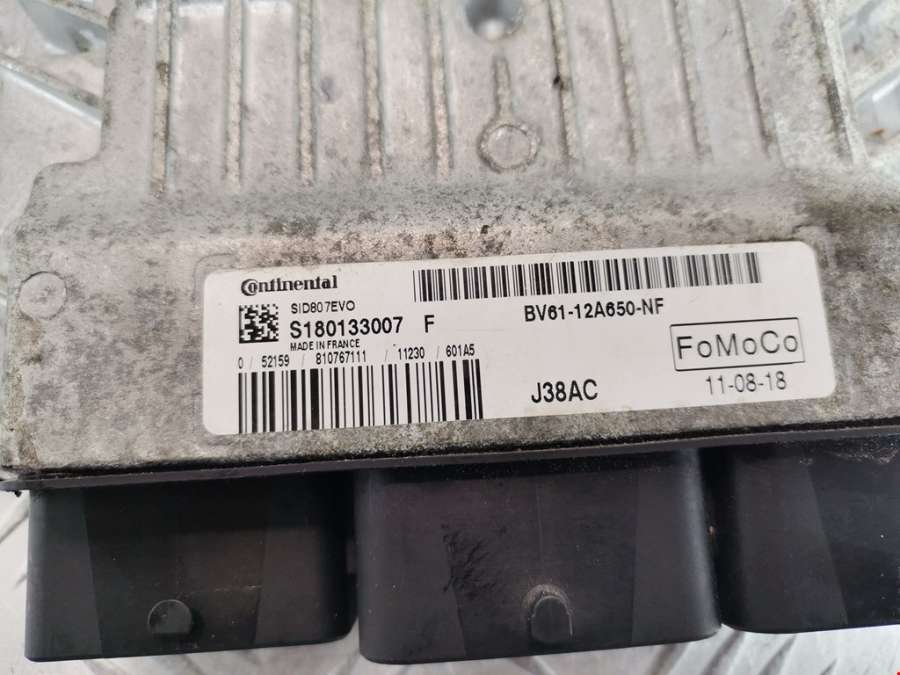 Continental
SID807EVO
S180133007 F
MADE IN FRANCE
0 / 52159 / 810767111 / 11230 / 601A5
BV61-12A650-NF
FoMoCo
J38AC
11-08-18